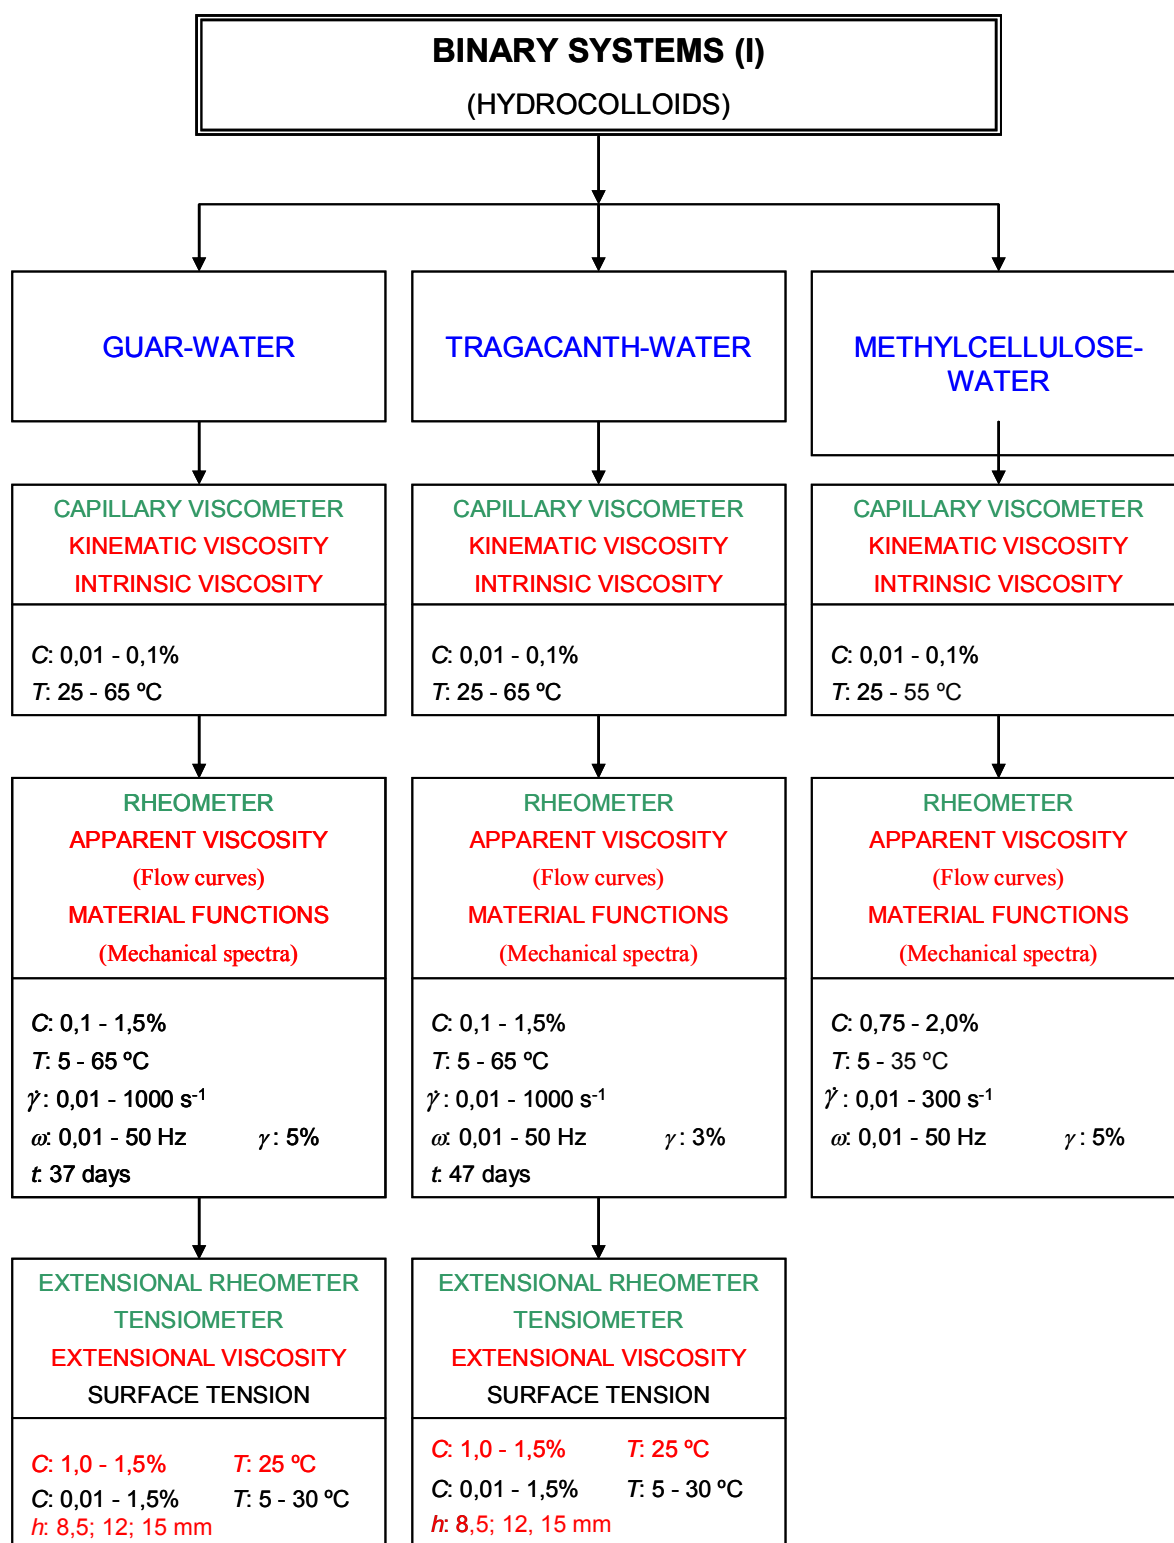 BINARY SYSTEMS (I)
(HYDROCOLLOIDS)
GUAR-WATER
TRAGACANTH-WATER
METHYLCELLULOSE-
WATER
CAPILLARY VISCOMETER
KINEMATIC VISCOSITY
INTRINSIC VISCOSITY
C: 0,01 - 0,1%
T: 25 - 65 ºC
CAPILLARY VISCOMETER
KINEMATIC VISCOSITY
INTRINSIC VISCOSITY
C: 0,01 - 0,1%
T: 25 - 65 ºC
CAPILLARY VISCOMETER
KINEMATIC VISCOSITY
INTRINSIC VISCOSITY
C: 0,01 - 0,1%
T: 25 - 55 ºC
RHEOMETER
APPARENT VISCOSITY
(Flow curves)
MATERIAL FUNCTIONS
(Mechanical spectra)
C: 0,1 - 1,5%
T: 5 - 65 ºC
γ̇ : 0,01 - 1000 s⁻¹
ω: 0,01 - 50 Hz γ : 5%
t: 37 days
RHEOMETER
APPARENT VISCOSITY
(Flow curves)
MATERIAL FUNCTIONS
(Mechanical spectra)
C: 0,1 - 1,5%
T: 5 - 65 ºC
γ̇ : 0,01 - 1000 s⁻¹
ω: 0,01 - 50 Hz γ : 3%
t: 47 days
RHEOMETER
APPARENT VISCOSITY
(Flow curves)
MATERIAL FUNCTIONS
(Mechanical spectra)
C: 0,75 - 2,0%
T: 5 - 35 ºC
γ̇ : 0,01 - 300 s⁻¹
ω: 0,01 - 50 Hz γ : 5%
EXTENSIONAL RHEOMETER
TENSIOMETER
EXTENSIONAL VISCOSITY
SURFACE TENSION
C: 1,0 - 1,5% T: 25 ºC
C: 0,01 - 1,5% T: 5 - 30 ºC
h: 8,5; 12; 15 mm
EXTENSIONAL RHEOMETER
TENSIOMETER
EXTENSIONAL VISCOSITY
SURFACE TENSION
C: 1,0 - 1,5% T: 25 ºC
C: 0,01 - 1,5% T: 5 - 30 ºC
h: 8,5; 12, 15 mm